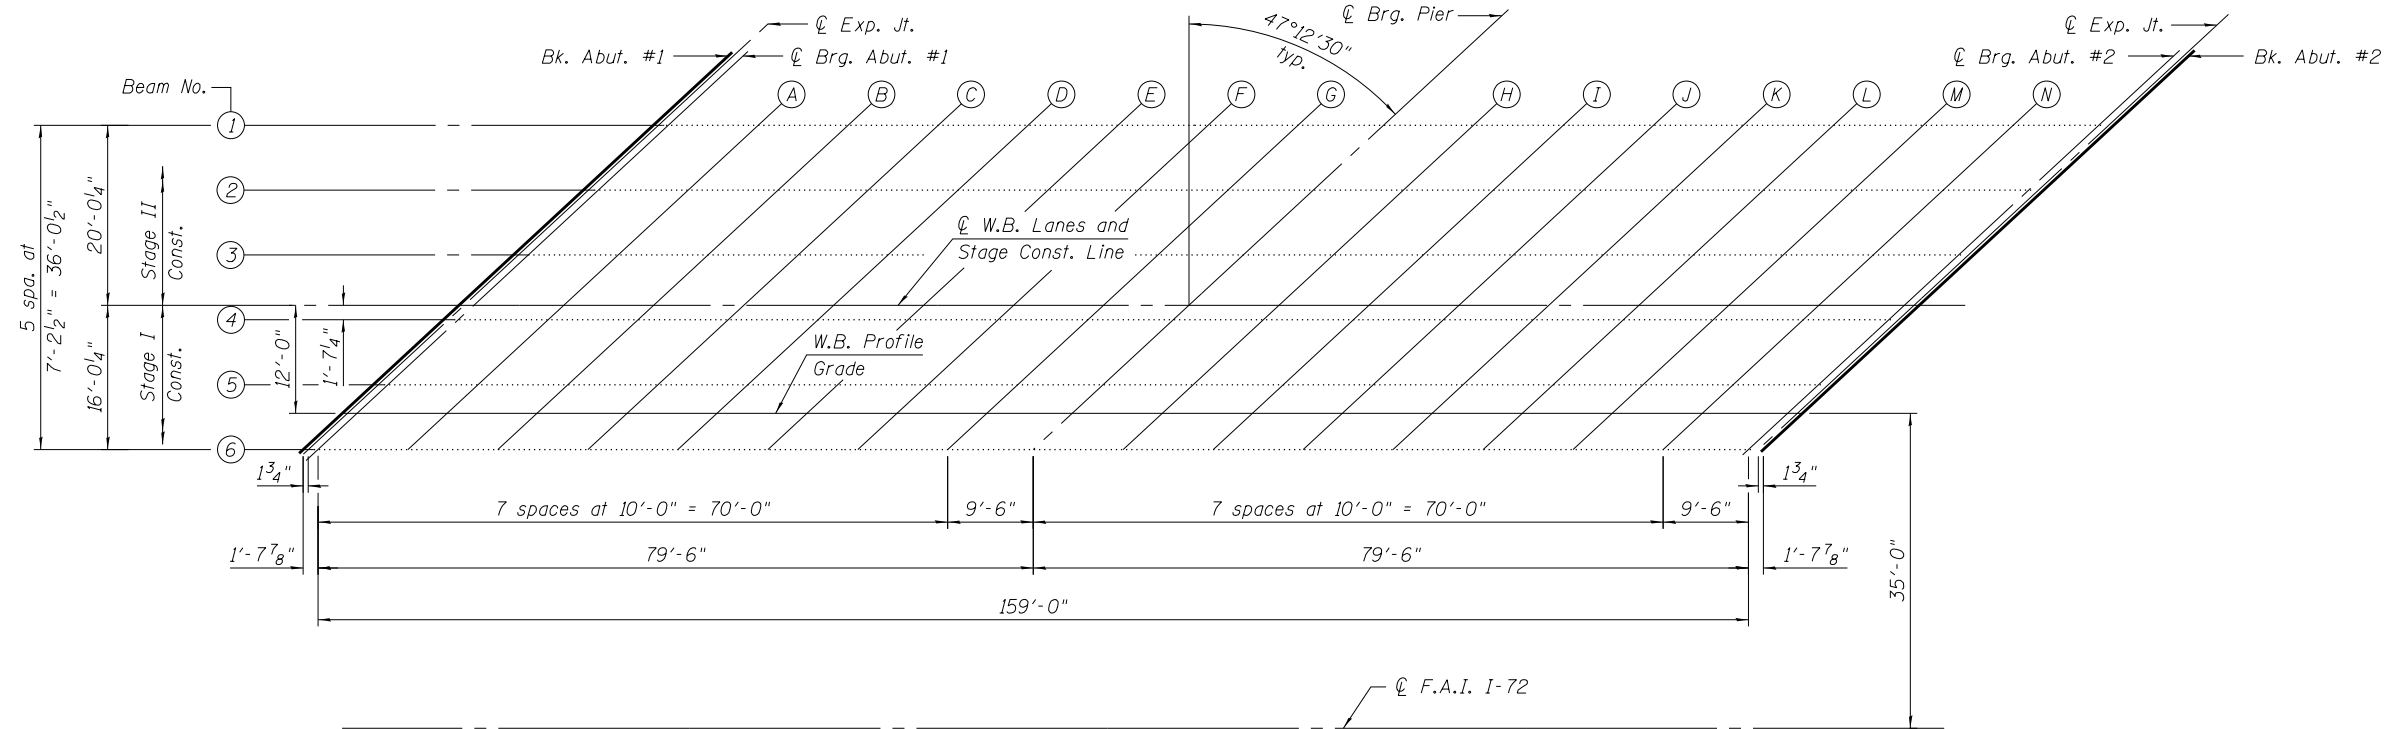 ℄ Exp. Jt.
Bk. Abut. #1
℄ Brg. Abut. #1
47°12'30"
typ.
℄ Brg. Pier
℄ Exp. Jt.
℄ Brg. Abut. #2
Bk. Abut. #2
Beam No.
A B C D E F G H I J K L M N
1
2
3
4
5
6
5 spa. at
7'-2½" = 36'-0½"
20'-0¼"
16'-0¼"
Stage II
Const.
Stage I
Const.
12'-0"
1'-7¼"
℄ W.B. Lanes and
Stage Const. Line
W.B. Profile
Grade
1¾"
1¾"
7 spaces at 10'-0" = 70'-0"
9'-6"
7 spaces at 10'-0" = 70'-0"
9'-6"
1'-7⅞"
79'-6"
79'-6"
1'-7⅞"
159'-0"
35'-0"
℄ F.A.I. I-72